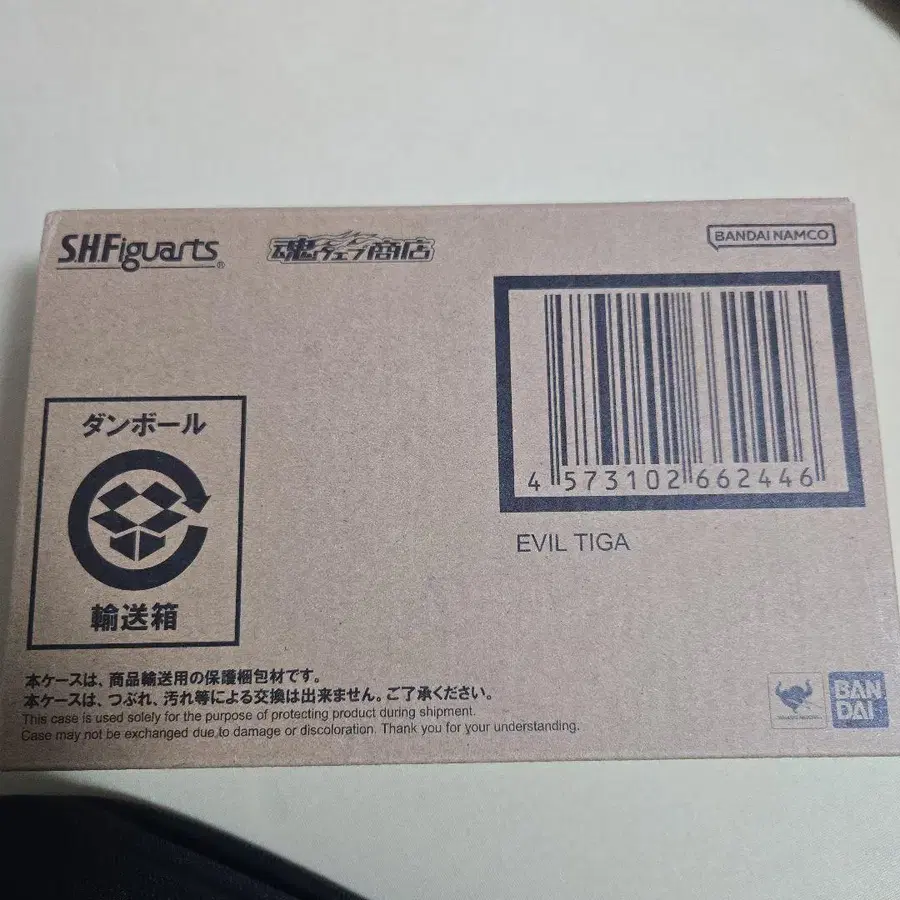 S.H.Figuarts®
魂ウェブ商店
BANDAI NAMCO
4 573102 662446
EVIL TIGA
ダンボール
輸送箱
本ケースは、商品輸送用の保護梱包材です。
本ケースは、つぶれ、汚れ等による交換は出来ません。ご了承ください。
This case is used solely for the purpose of protecting product during shipment.
Case may not be exchanged due to damage or discoloration. Thank you for your understanding.
BAN
DAI